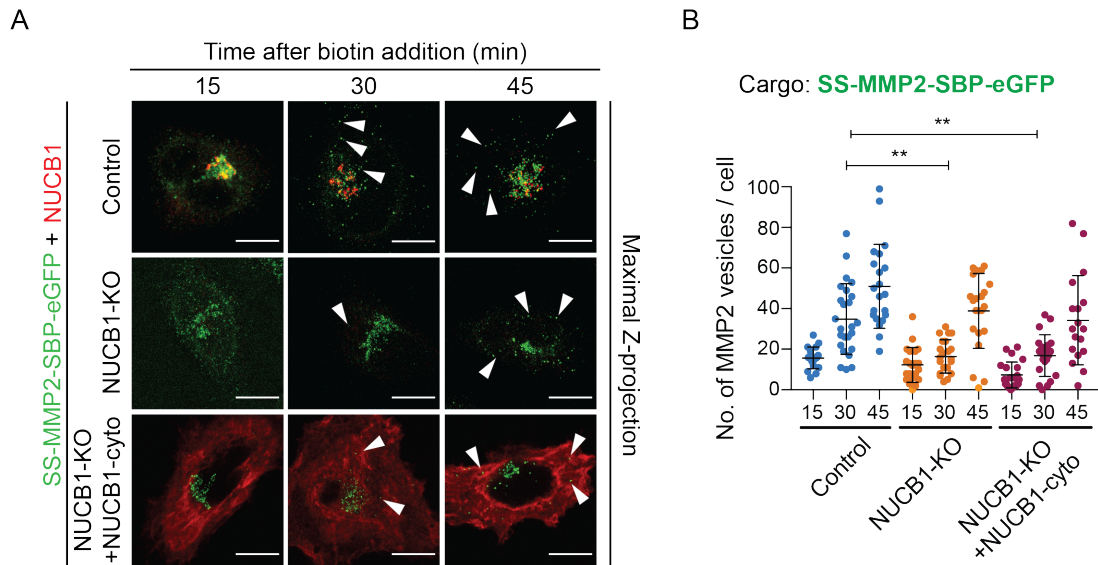 A
Time after biotin addition (min)
15 30 45
SS-MMP2-SBP-eGFP + NUCB1
Control
NUCB1-KO
NUCB1-KO
+NUCB1-cyto
Maximal Z-projection
B
Cargo: SS-MMP2-SBP-eGFP
**
**
No. of MMP2 vesicles / cell
100
80
60
40
20
0
15 30 45 15 30 45 15 30 45
Control
NUCB1-KO
NUCB1-KO
+NUCB1-cyto